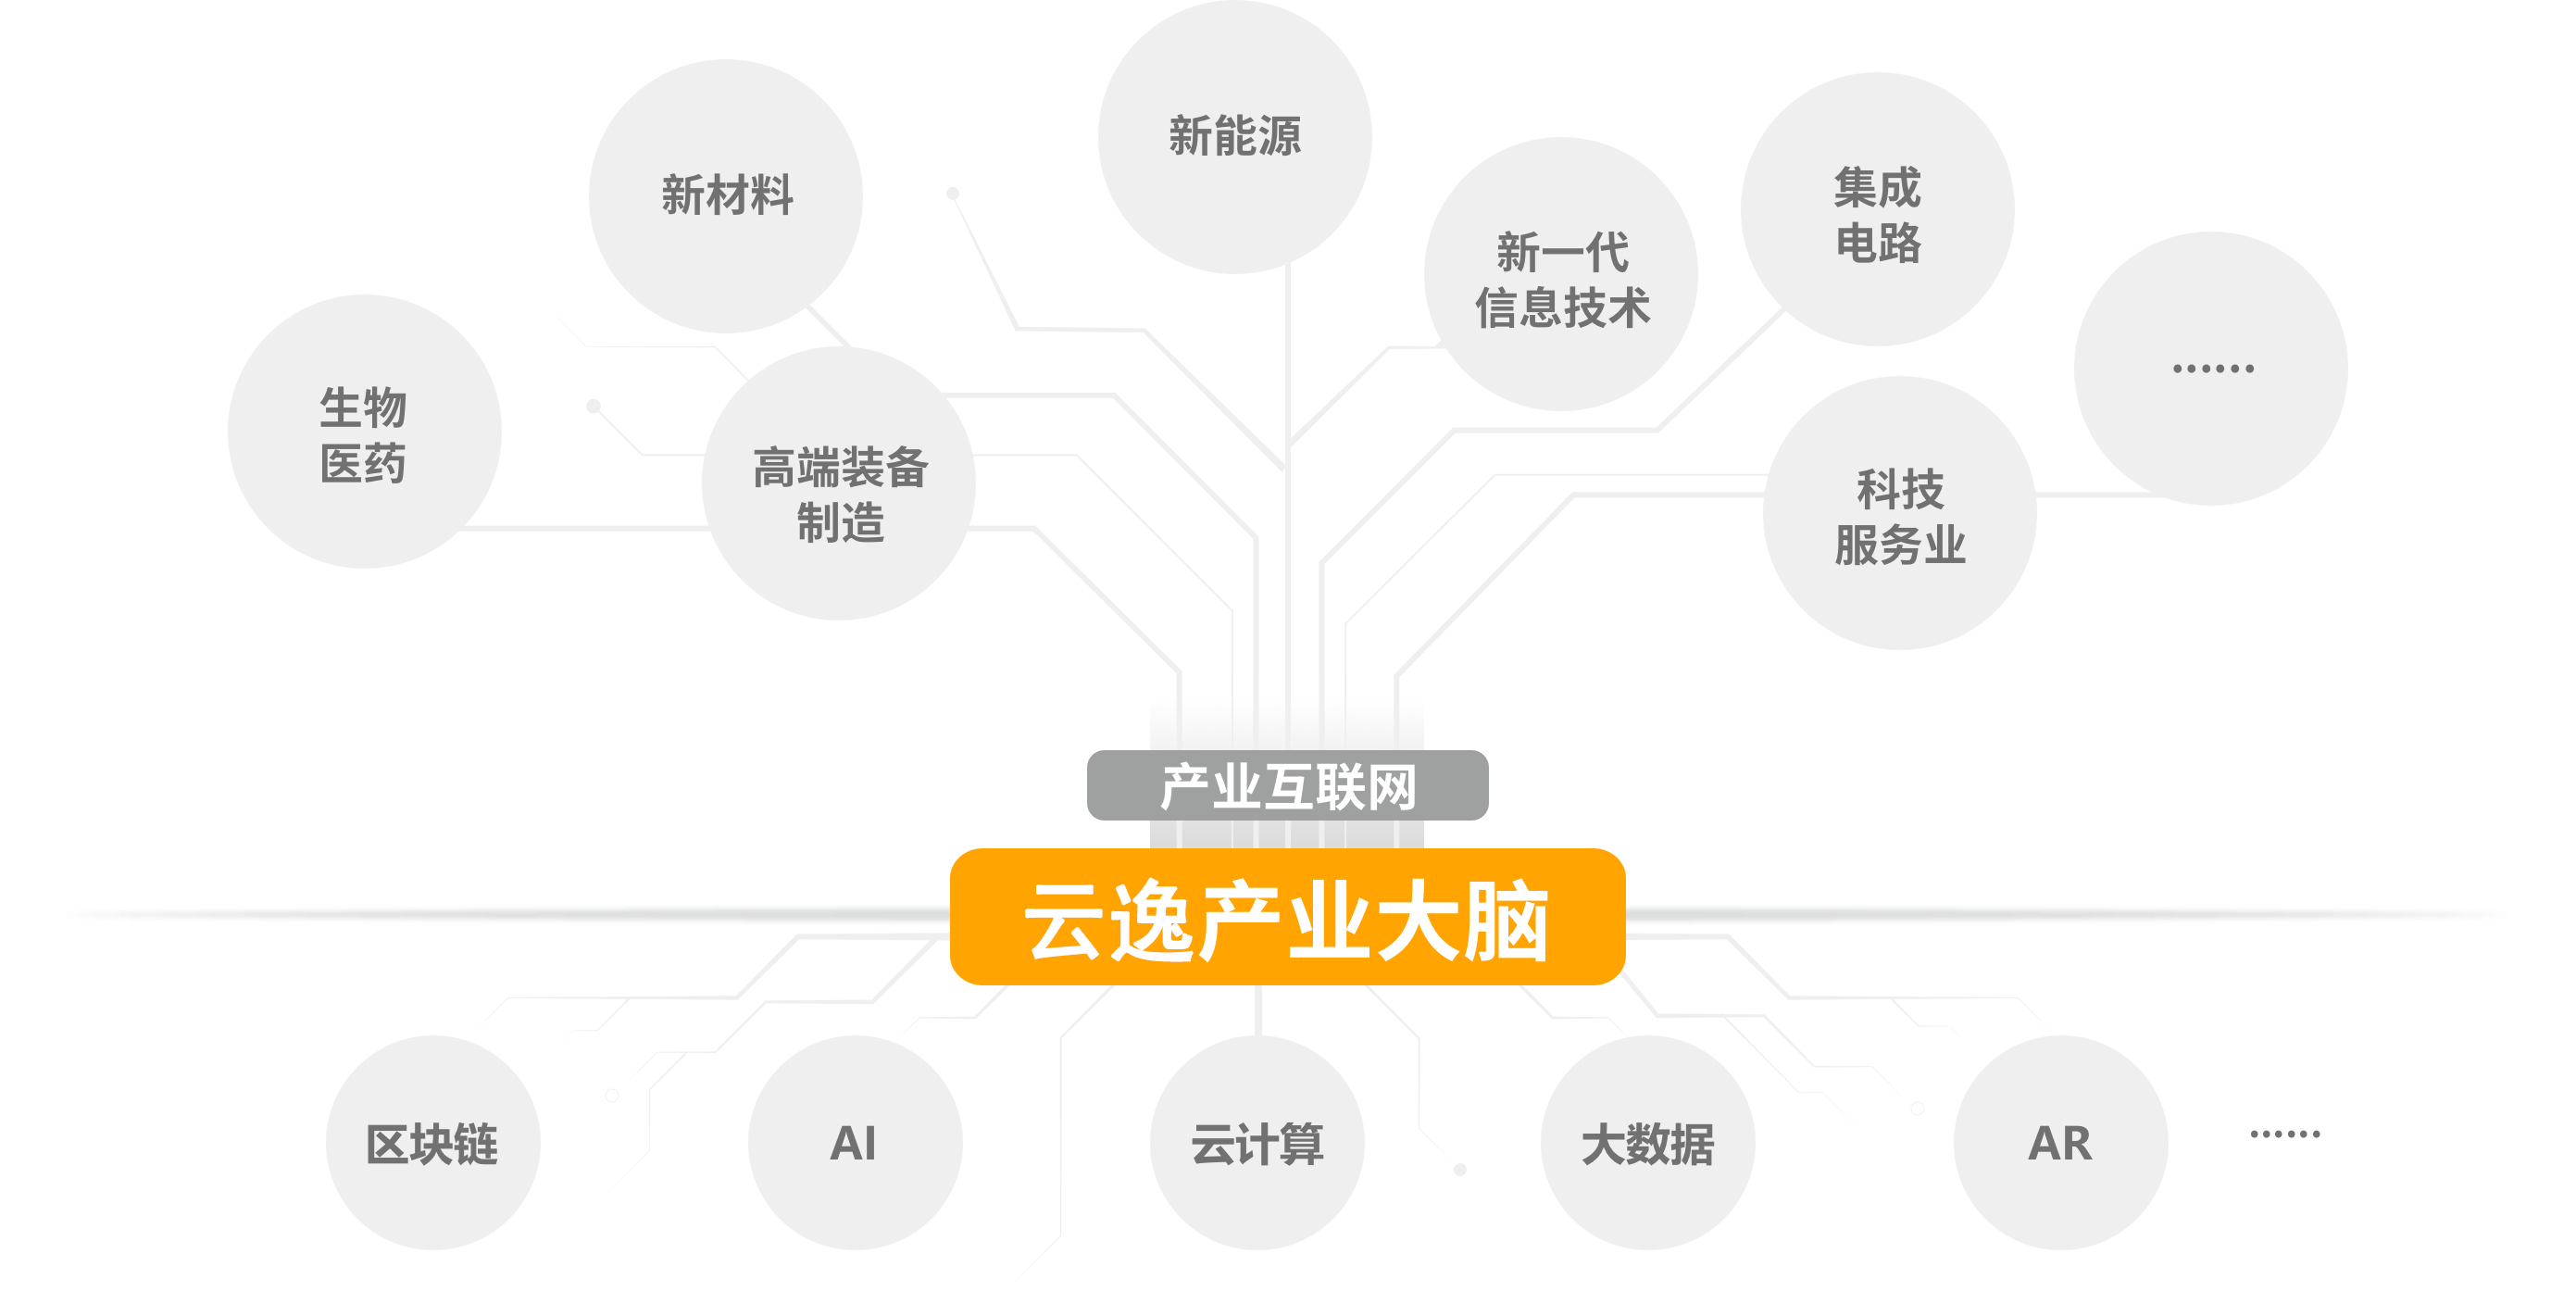 新能源
新材料
集成
电路
新一代
信息技术
……
生物
医药
高端装备
制造
科技
服务业
产业互联网
云逸产业大脑
区块链
AI
云计算
大数据
AR
……